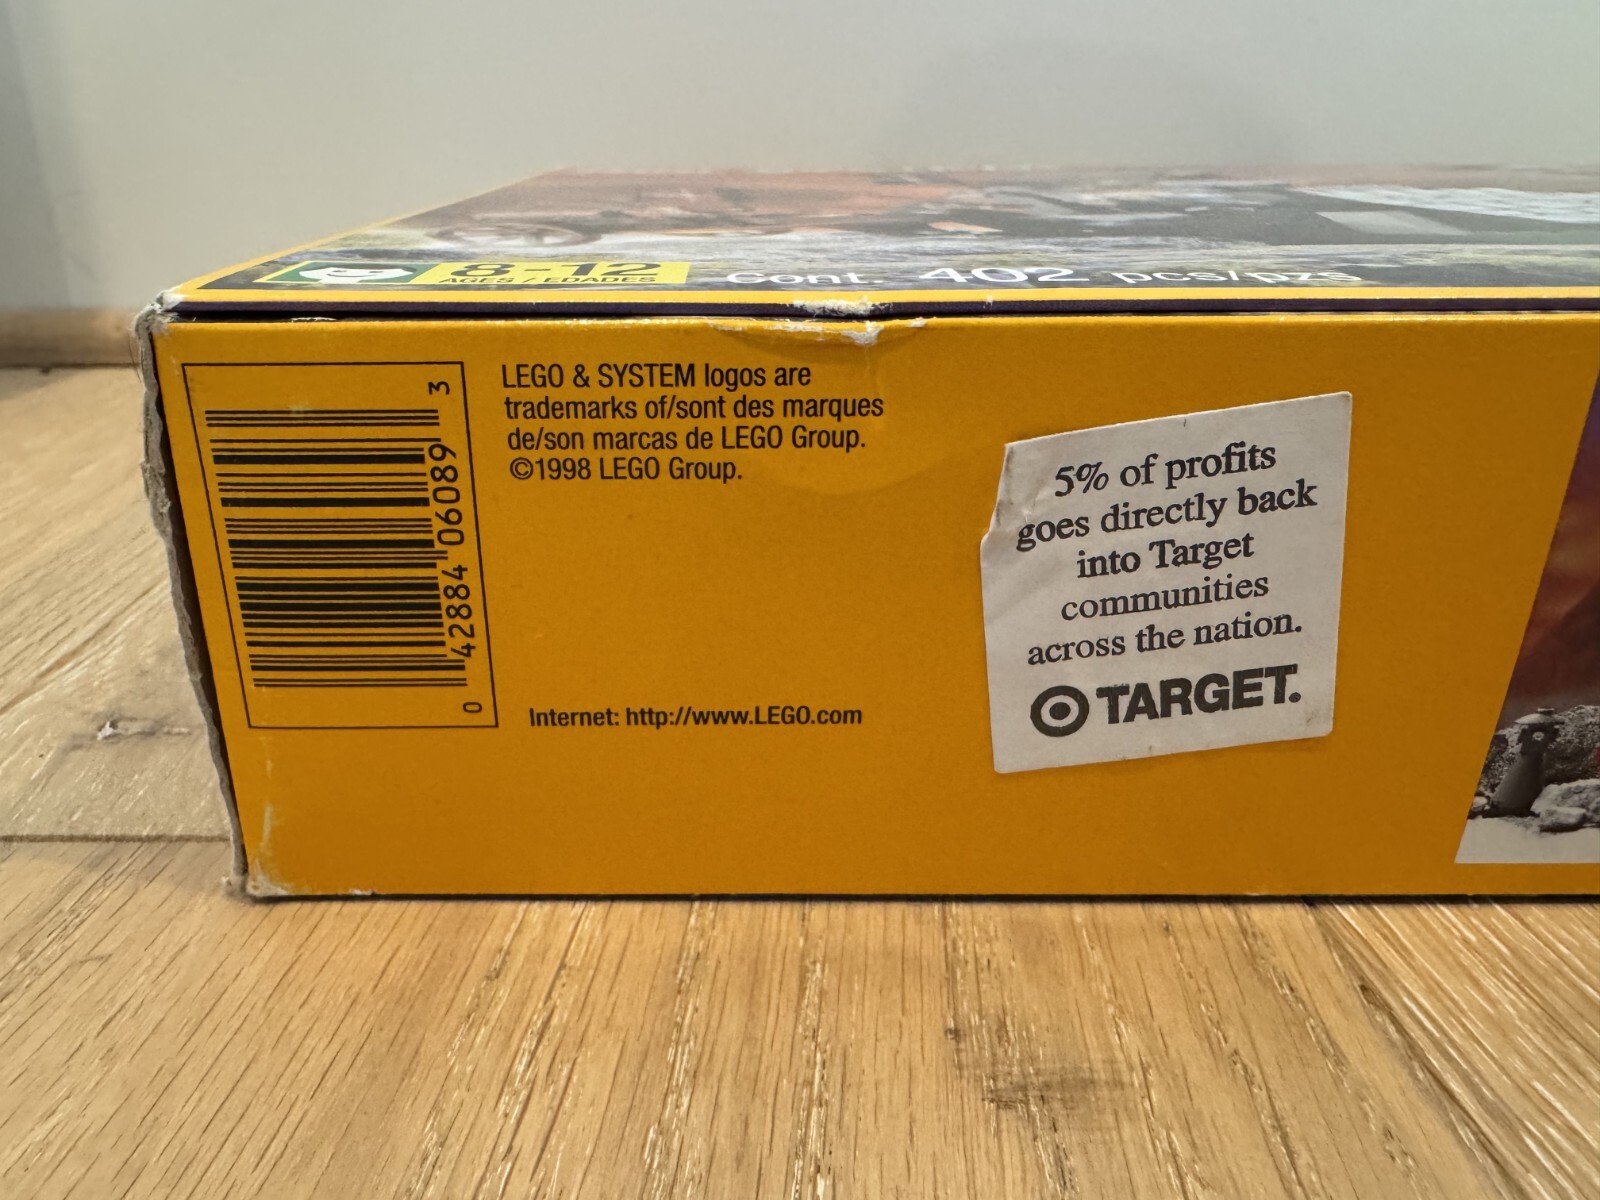 8-12
AGES / EDADES
Cont. 402 pcs/pzs
3
06089
42884
0
LEGO & SYSTEM logos are
trademarks of/sont des marques
de/son marcas de LEGO Group.
©1998 LEGO Group.
Internet: http://www.LEGO.com
5% of profits
goes directly back
into Target
communities
across the nation.
TARGET.